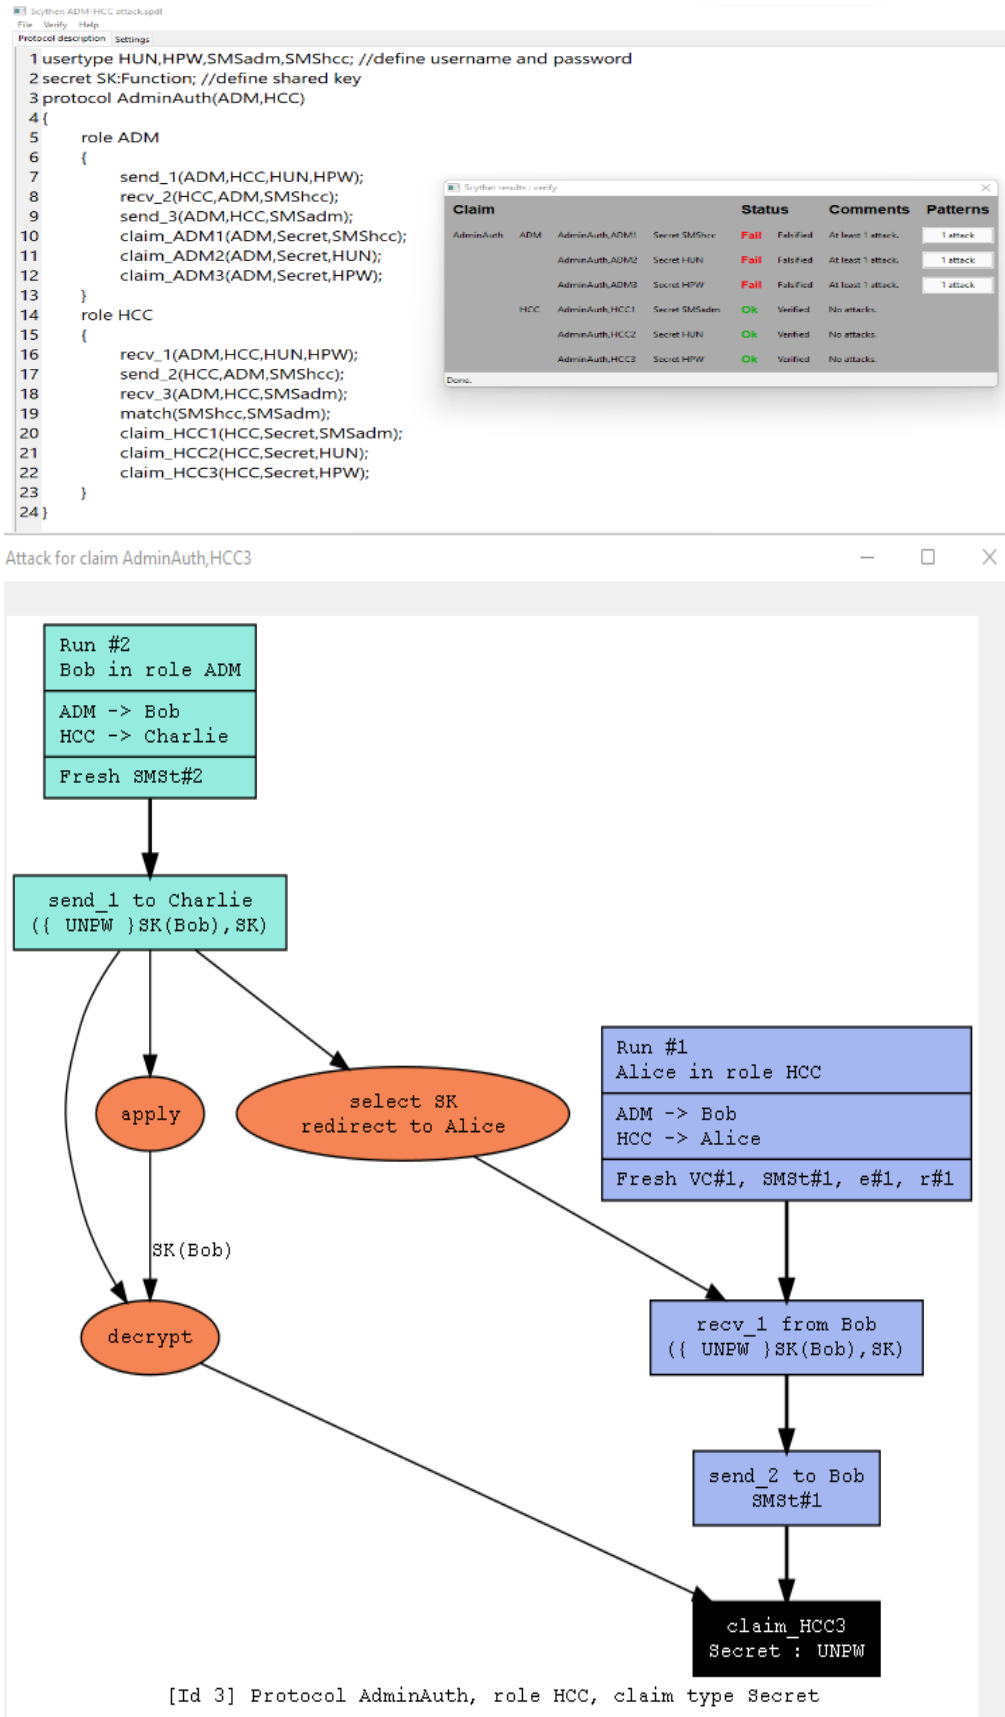 Scyther: ADM-HCC attack.spdl
File Verify Help
Protocol description Settings
1 usertype HUN,HPW,SMSadm,SMShcc; //define username and password
2 secret SK:Function; //define shared key
3 protocol AdminAuth(ADM,HCC)
4 {
5 role ADM
6 {
7 send_1(ADM,HCC,HUN,HPW);
8 recv_2(HCC,ADM,SMShcc);
9 send_3(ADM,HCC,SMSadm);
10 claim_ADM1(ADM,Secret,SMShcc);
11 claim_ADM2(ADM,Secret,HUN);
12 claim_ADM3(ADM,Secret,HPW);
13 }
14 role HCC
15 {
16 recv_1(ADM,HCC,HUN,HPW);
17 send_2(HCC,ADM,SMShcc);
18 recv_3(ADM,HCC,SMSadm);
19 match(SMShcc,SMSadm);
20 claim_HCC1(HCC,Secret,SMSadm);
21 claim_HCC2(HCC,Secret,HUN);
22 claim_HCC3(HCC,Secret,HPW);
23 }
24 }
Scyther results : verify
Claim Status Comments Patterns
AdminAuth ADM AdminAuth,ADM1 Secret SMShcc Fail Falsified At least 1 attack. 1 attack
AdminAuth,ADM2 Secret HUN Fail Falsified At least 1 attack. 1 attack
AdminAuth,ADM3 Secret HPW Fail Falsified At least 1 attack. 1 attack
HCC AdminAuth,HCC1 Secret SMSadm Ok Verified No attacks.
AdminAuth,HCC2 Secret HUN Ok Verified No attacks.
AdminAuth,HCC3 Secret HPW Ok Verified No attacks.
Done.
Attack for claim AdminAuth,HCC3
Run #2
Bob in role ADM
ADM -> Bob
HCC -> Charlie
Fresh SMSt#2
send_1 to Charlie
({ UNPW }SK(Bob),SK)
apply
select SK
redirect to Alice
Run #1
Alice in role HCC
ADM -> Bob
HCC -> Alice
Fresh VC#1, SMSt#1, e#1, r#1
SK(Bob)
decrypt
recv_1 from Bob
({ UNPW }SK(Bob),SK)
send_2 to Bob
SMSt#1
claim_HCC3
Secret : UNPW
[Id 3] Protocol AdminAuth, role HCC, claim type Secret